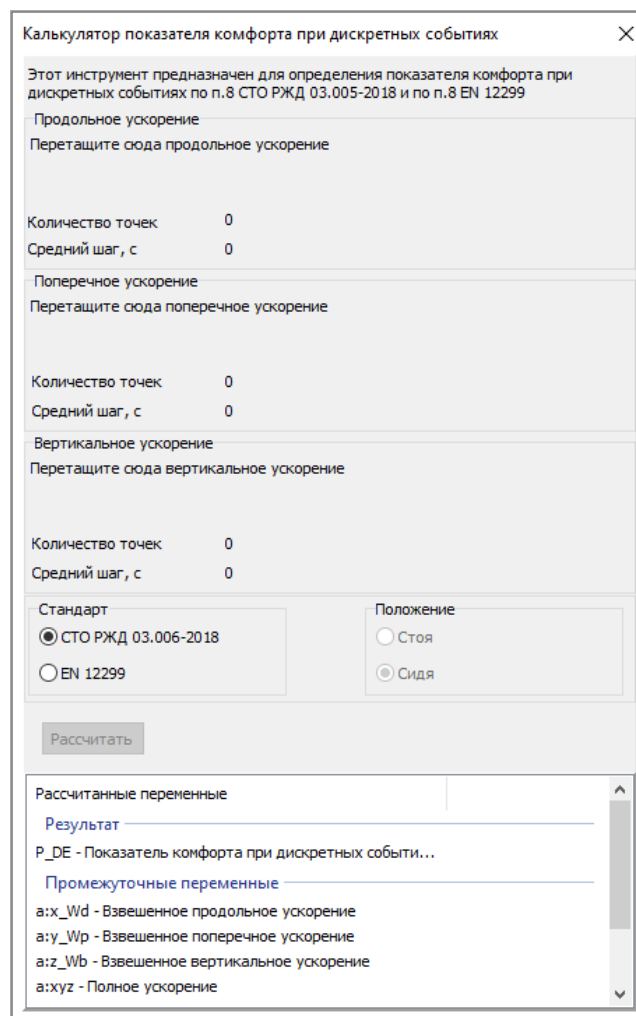 Калькулятор показателя комфорта при дискретных событиях
Этот инструмент предназначен для определения показателя комфорта при
дискретных событиях по п.8 СТО РЖД 03.005-2018 и по п.8 EN 12299
Продольное ускорение
Перетащите сюда продольное ускорение
Количество точек 0
Средний шаг, с 0
Поперечное ускорение
Перетащите сюда поперечное ускорение
Количество точек 0
Средний шаг, с 0
Вертикальное ускорение
Перетащите сюда вертикальное ускорение
Количество точек 0
Средний шаг, с 0
Стандарт Положение
СТО РЖД 03.006-2018 Стоя
EN 12299 Сидя
Рассчитать
Рассчитанные переменные
Результат
P_DE - Показатель комфорта при дискретных событи...
Промежуточные переменные
a:x_Wd - Взвешенное продольное ускорение
a:y_Wp - Взвешенное поперечное ускорение
a:z_Wb - Взвешенное вертикальное ускорение
a:xyz - Полное ускорение